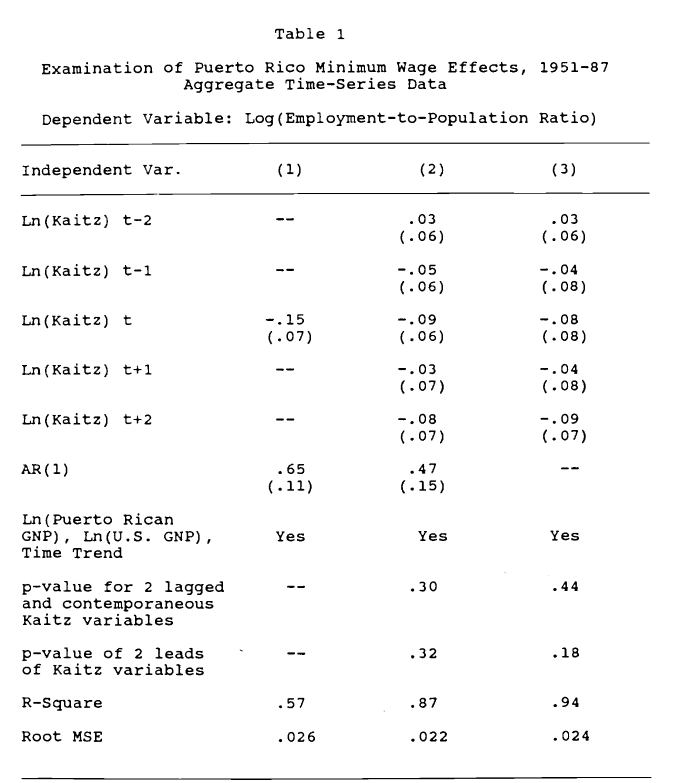 Table 1
Examination of Puerto Rico Minimum Wage Effects, 1951-87
Aggregate Time-Series Data
Dependent Variable: Log(Employment-to-Population Ratio)
Independent Var. (1) (2) (3)
Ln(Kaitz) t-2 -- .03 .03
(.06) (.06)
Ln(Kaitz) t-1 -- -.05 -.04
(.06) (.08)
Ln(Kaitz) t -.15 -.09 -.08
(.07) (.06) (.08)
Ln(Kaitz) t+1 -- -.03 -.04
(.07) (.08)
Ln(Kaitz) t+2 -- -.08 -.09
(.07) (.07)
AR(1) .65 .47 --
(.11) (.15)
Ln(Puerto Rican
GNP), Ln(U.S. GNP), Yes Yes Yes
Time Trend
p-value for 2 lagged -- .30 .44
and contemporaneous
Kaitz variables
p-value of 2 leads -- .32 .18
of Kaitz variables
R-Square .57 .87 .94
Root MSE .026 .022 .024